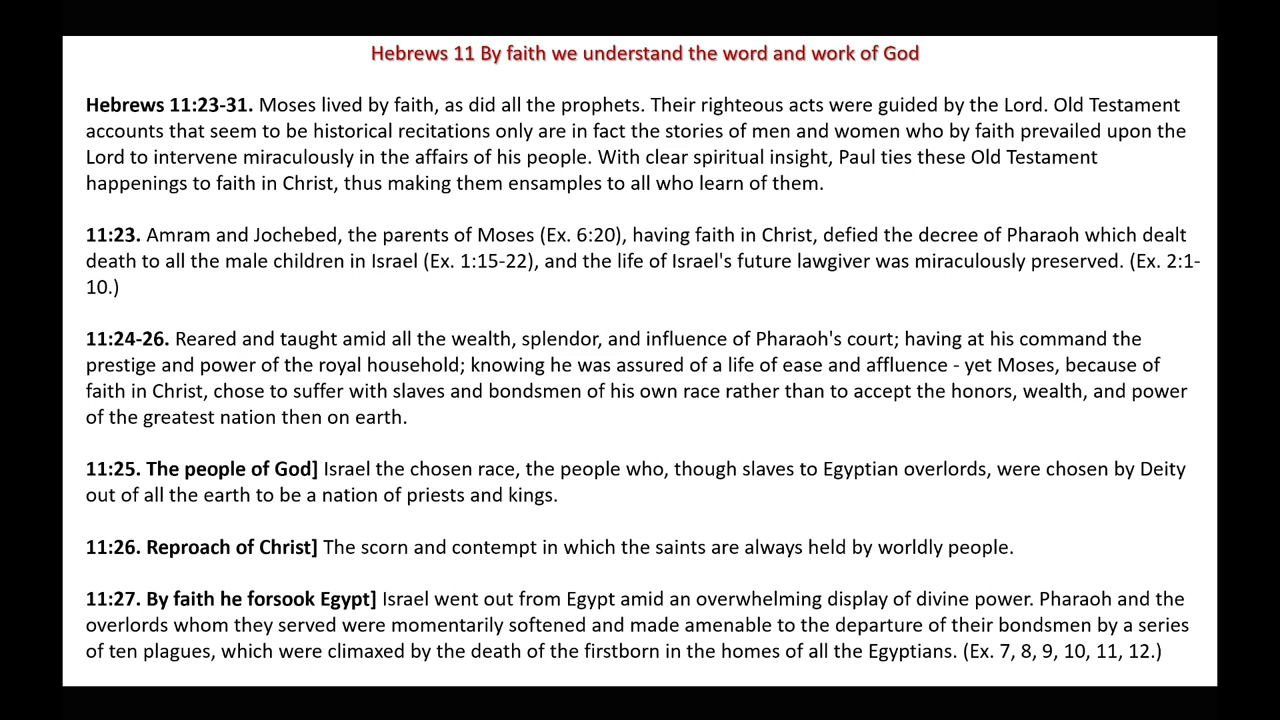 Hebrews 11 By faith we understand the word and work of God
Hebrews 11:23-31. Moses lived by faith, as did all the prophets. Their righteous acts were guided by the Lord. Old Testament
accounts that seem to be historical recitations only are in fact the stories of men and women who by faith prevailed upon the
Lord to intervene miraculously in the affairs of his people. With clear spiritual insight, Paul ties these Old Testament
happenings to faith in Christ, thus making them ensamples to all who learn of them.
11:23. Amram and Jochebed, the parents of Moses (Ex. 6:20), having faith in Christ, defied the decree of Pharaoh which dealt
death to all the male children in Israel (Ex. 1:15-22), and the life of Israel's future lawgiver was miraculously preserved. (Ex. 2:1-
10.)
11:24-26. Reared and taught amid all the wealth, splendor, and influence of Pharaoh's court; having at his command the
prestige and power of the royal household; knowing he was assured of a life of ease and affluence - yet Moses, because of
faith in Christ, chose to suffer with slaves and bondsmen of his own race rather than to accept the honors, wealth, and power
of the greatest nation then on earth.
11:25. The people of God] Israel the chosen race, the people who, though slaves to Egyptian overlords, were chosen by Deity
out of all the earth to be a nation of priests and kings.
11:26. Reproach of Christ] The scorn and contempt in which the saints are always held by worldly people.
11:27. By faith he forsook Egypt] Israel went out from Egypt amid an overwhelming display of divine power. Pharaoh and the
overlords whom they served were momentarily softened and made amenable to the departure of their bondsmen by a series
of ten plagues, which were climaxed by the death of the firstborn in the homes of all the Egyptians. (Ex. 7, 8, 9, 10, 11, 12.)